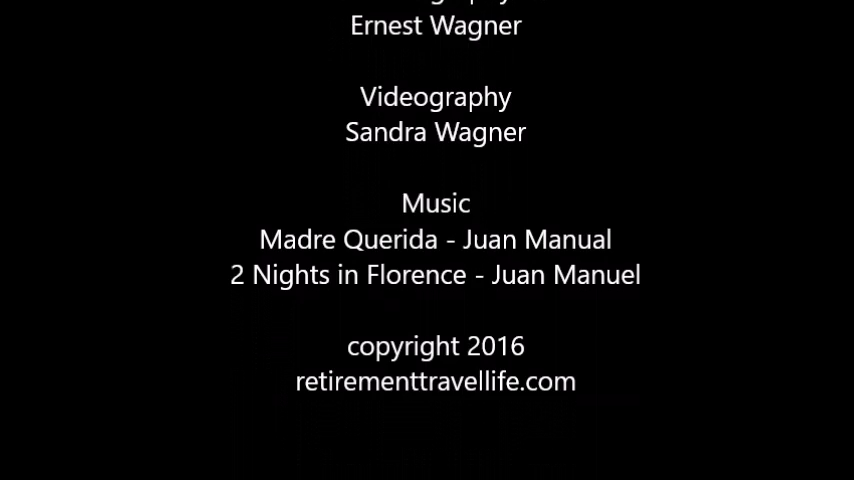 Ernest Wagner
Videography
Sandra Wagner
Music
Madre Querida - Juan Manual
2 Nights in Florence - Juan Manuel
copyright 2016
retirementtravellife.com